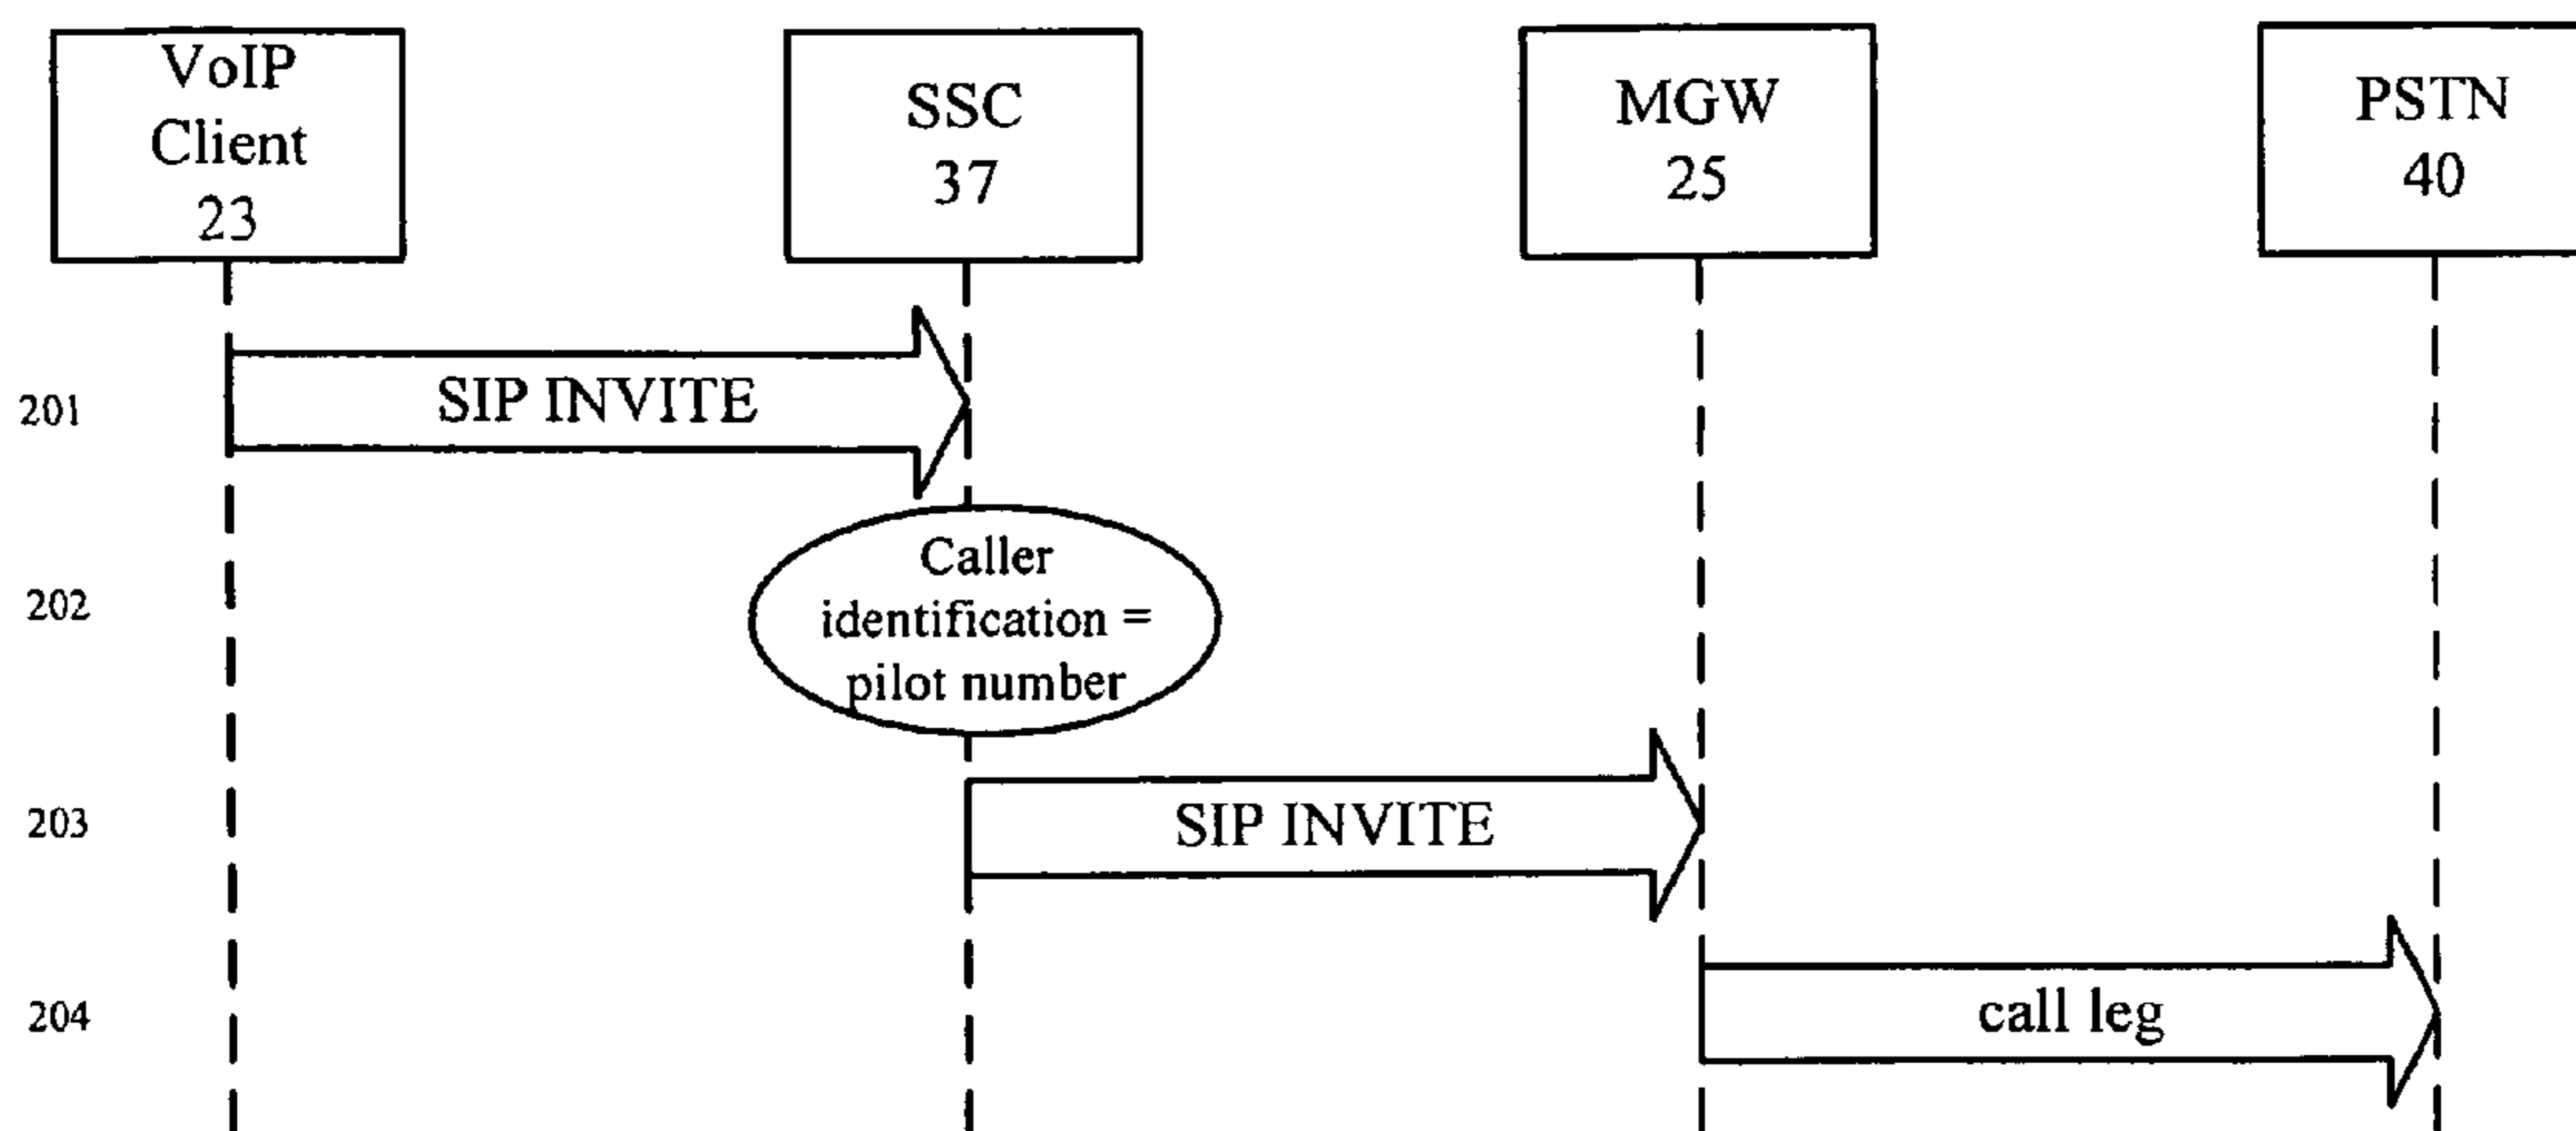 VoIP
Client
23
SSC
37
MGW
25
PSTN
40
201
SIP INVITE
202
Caller
identification =
pilot number
203
SIP INVITE
204
call leg